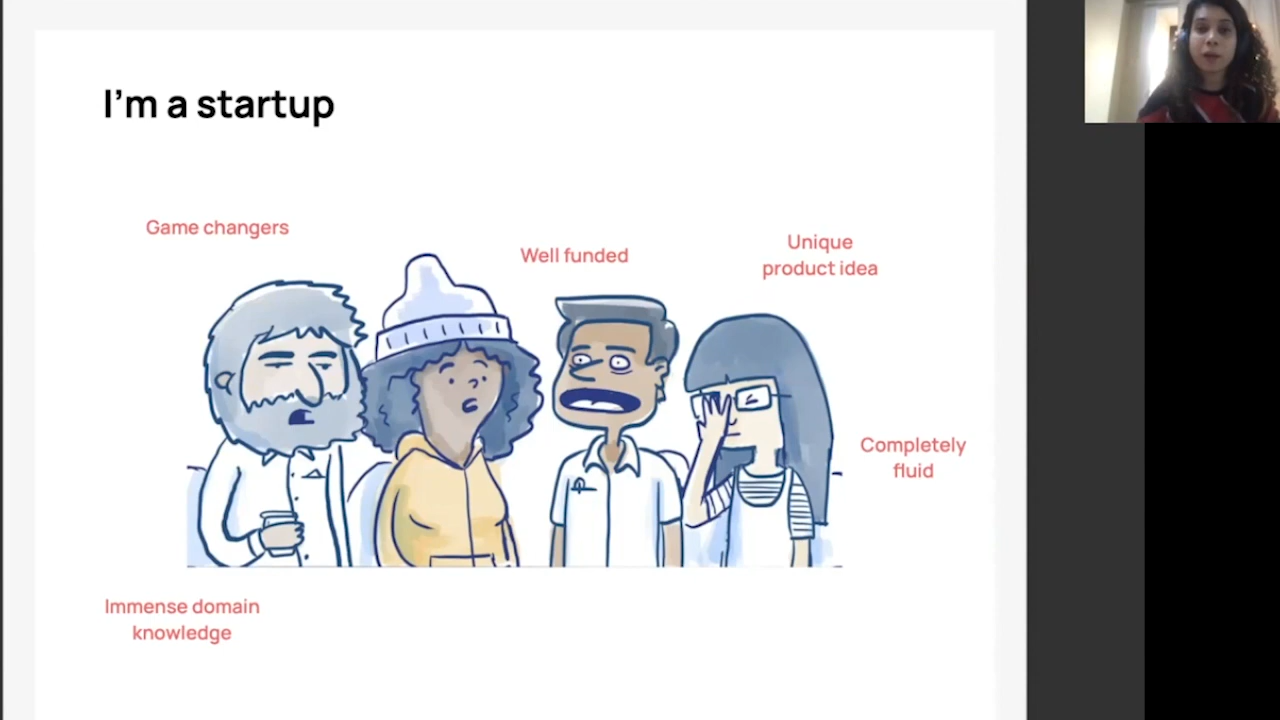 I'm a startup
Game changers
Well funded
Unique
product idea
Completely
fluid
Immense domain
knowledge